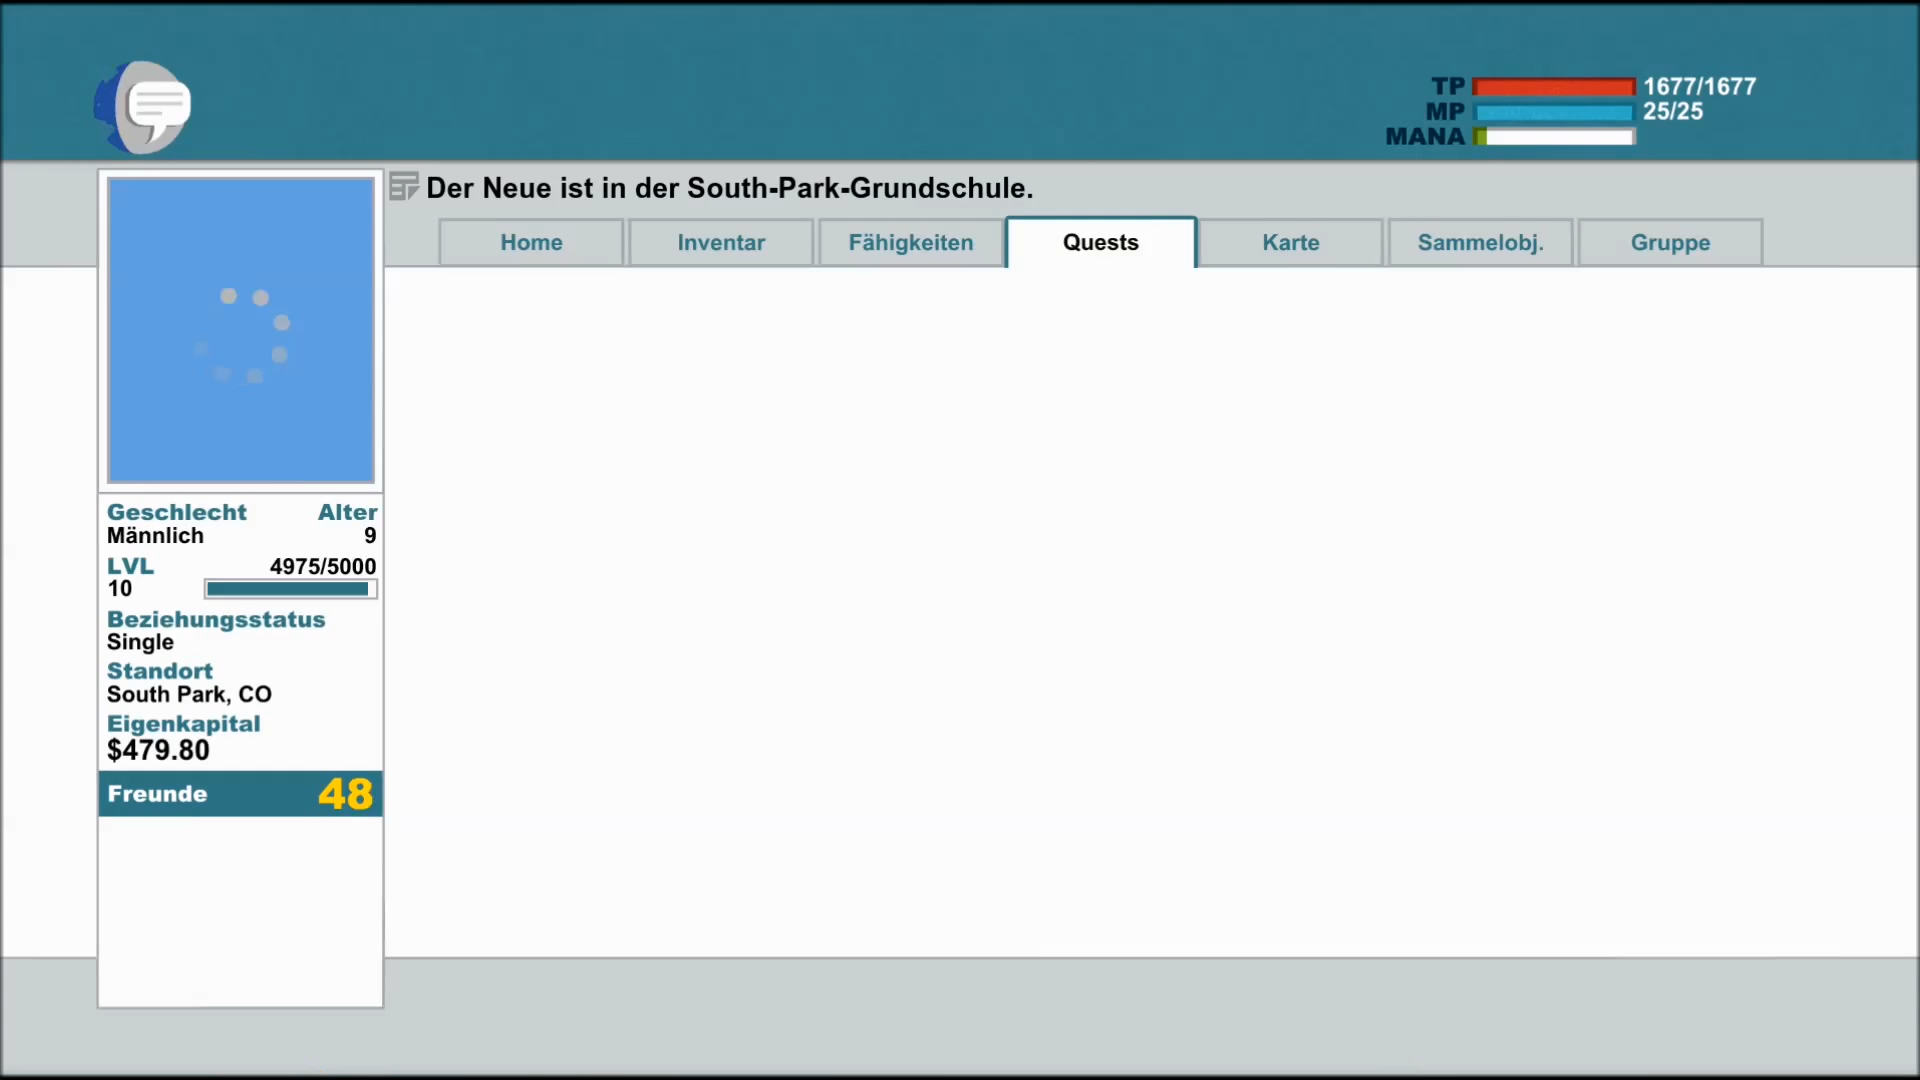 TP 1677/1677
MP 25/25
MANA
Der Neue ist in der South-Park-Grundschule.
Home Inventar Fähigkeiten Quests Karte Sammelobj. Gruppe
Geschlecht Alter
Männlich 9
LVL 4975/5000
10
Beziehungsstatus
Single
Standort
South Park, CO
Eigenkapital
$479.80
Freunde 48